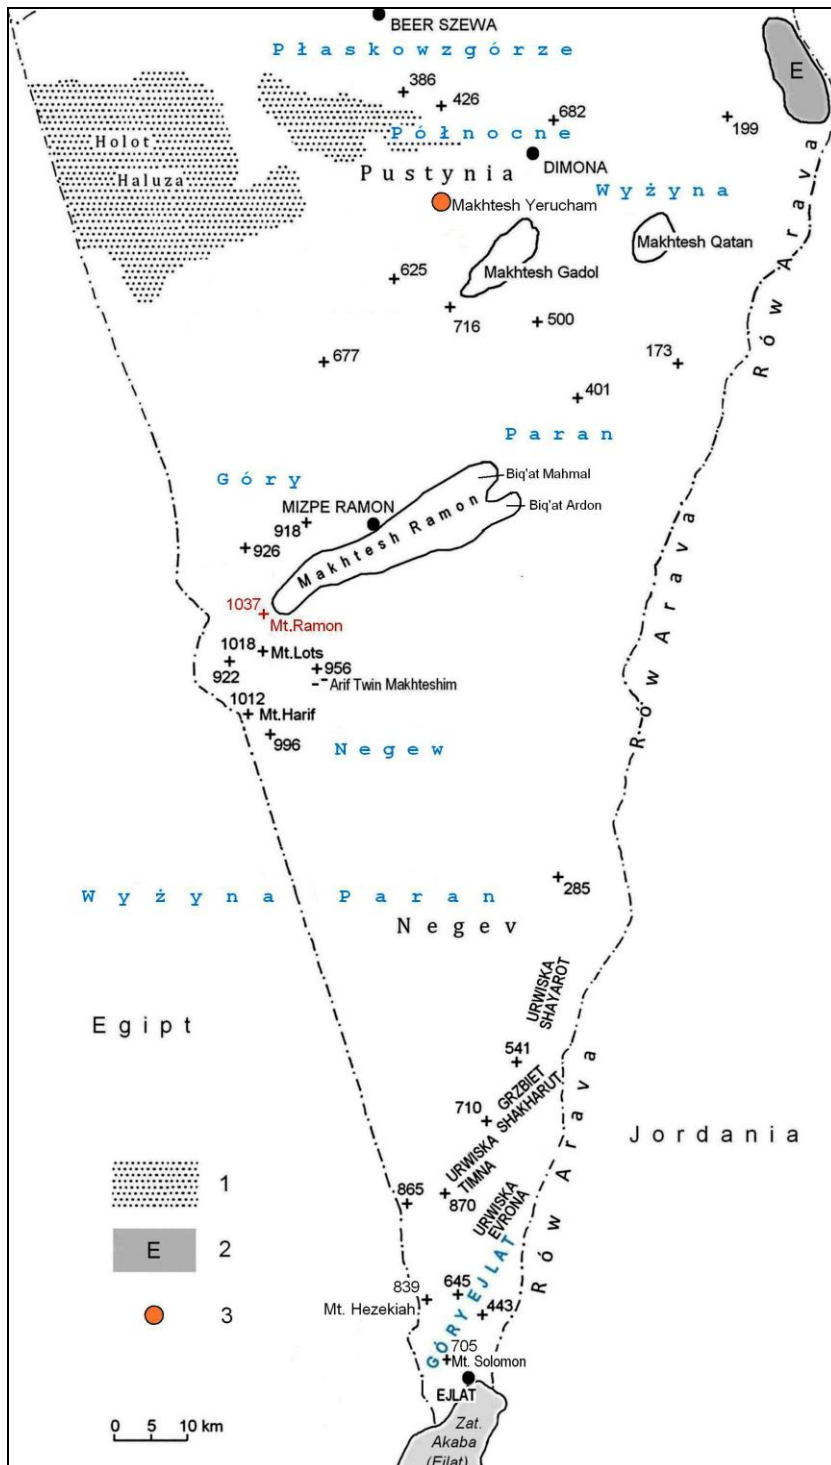 BEER SZEWA
Płaskowzgórze
386
426
682
199
E
Północne
Holot
Haluza
DIMONA
Pustynia
Wyżyna
Makhtesh Yerucham
Makhtesh Qatan
Makhtesh Gadol
Rów Arava
625
716
500
677
173
401
Paran
Góry
Biq'at Mahmal
MIZPE RAMON
Biq'at Ardon
918
926
Makhtesh Ramon
1037
Mt.Ramon
1018
Mt.Lots
922
956
Arif Twin Makhteshim
1012
Mt.Harif
996
Negew
Rów Arava
285
Wyżyna Paran
Negev
URWISKA
SHAYAROT
Egipt
541
GRZBIET
SHAKHARUT
710
Jordania
URWISKA
TIMNA
1
865
870
URWISKA
EVRONA
Rów Arava
E
2
GÓRY EJLAT
839
645
Mt. Hezekiah
443
3
705
Mt. Solomon
EJLAT
0 5 10 km
Zat.
Akaba
(Eilat)